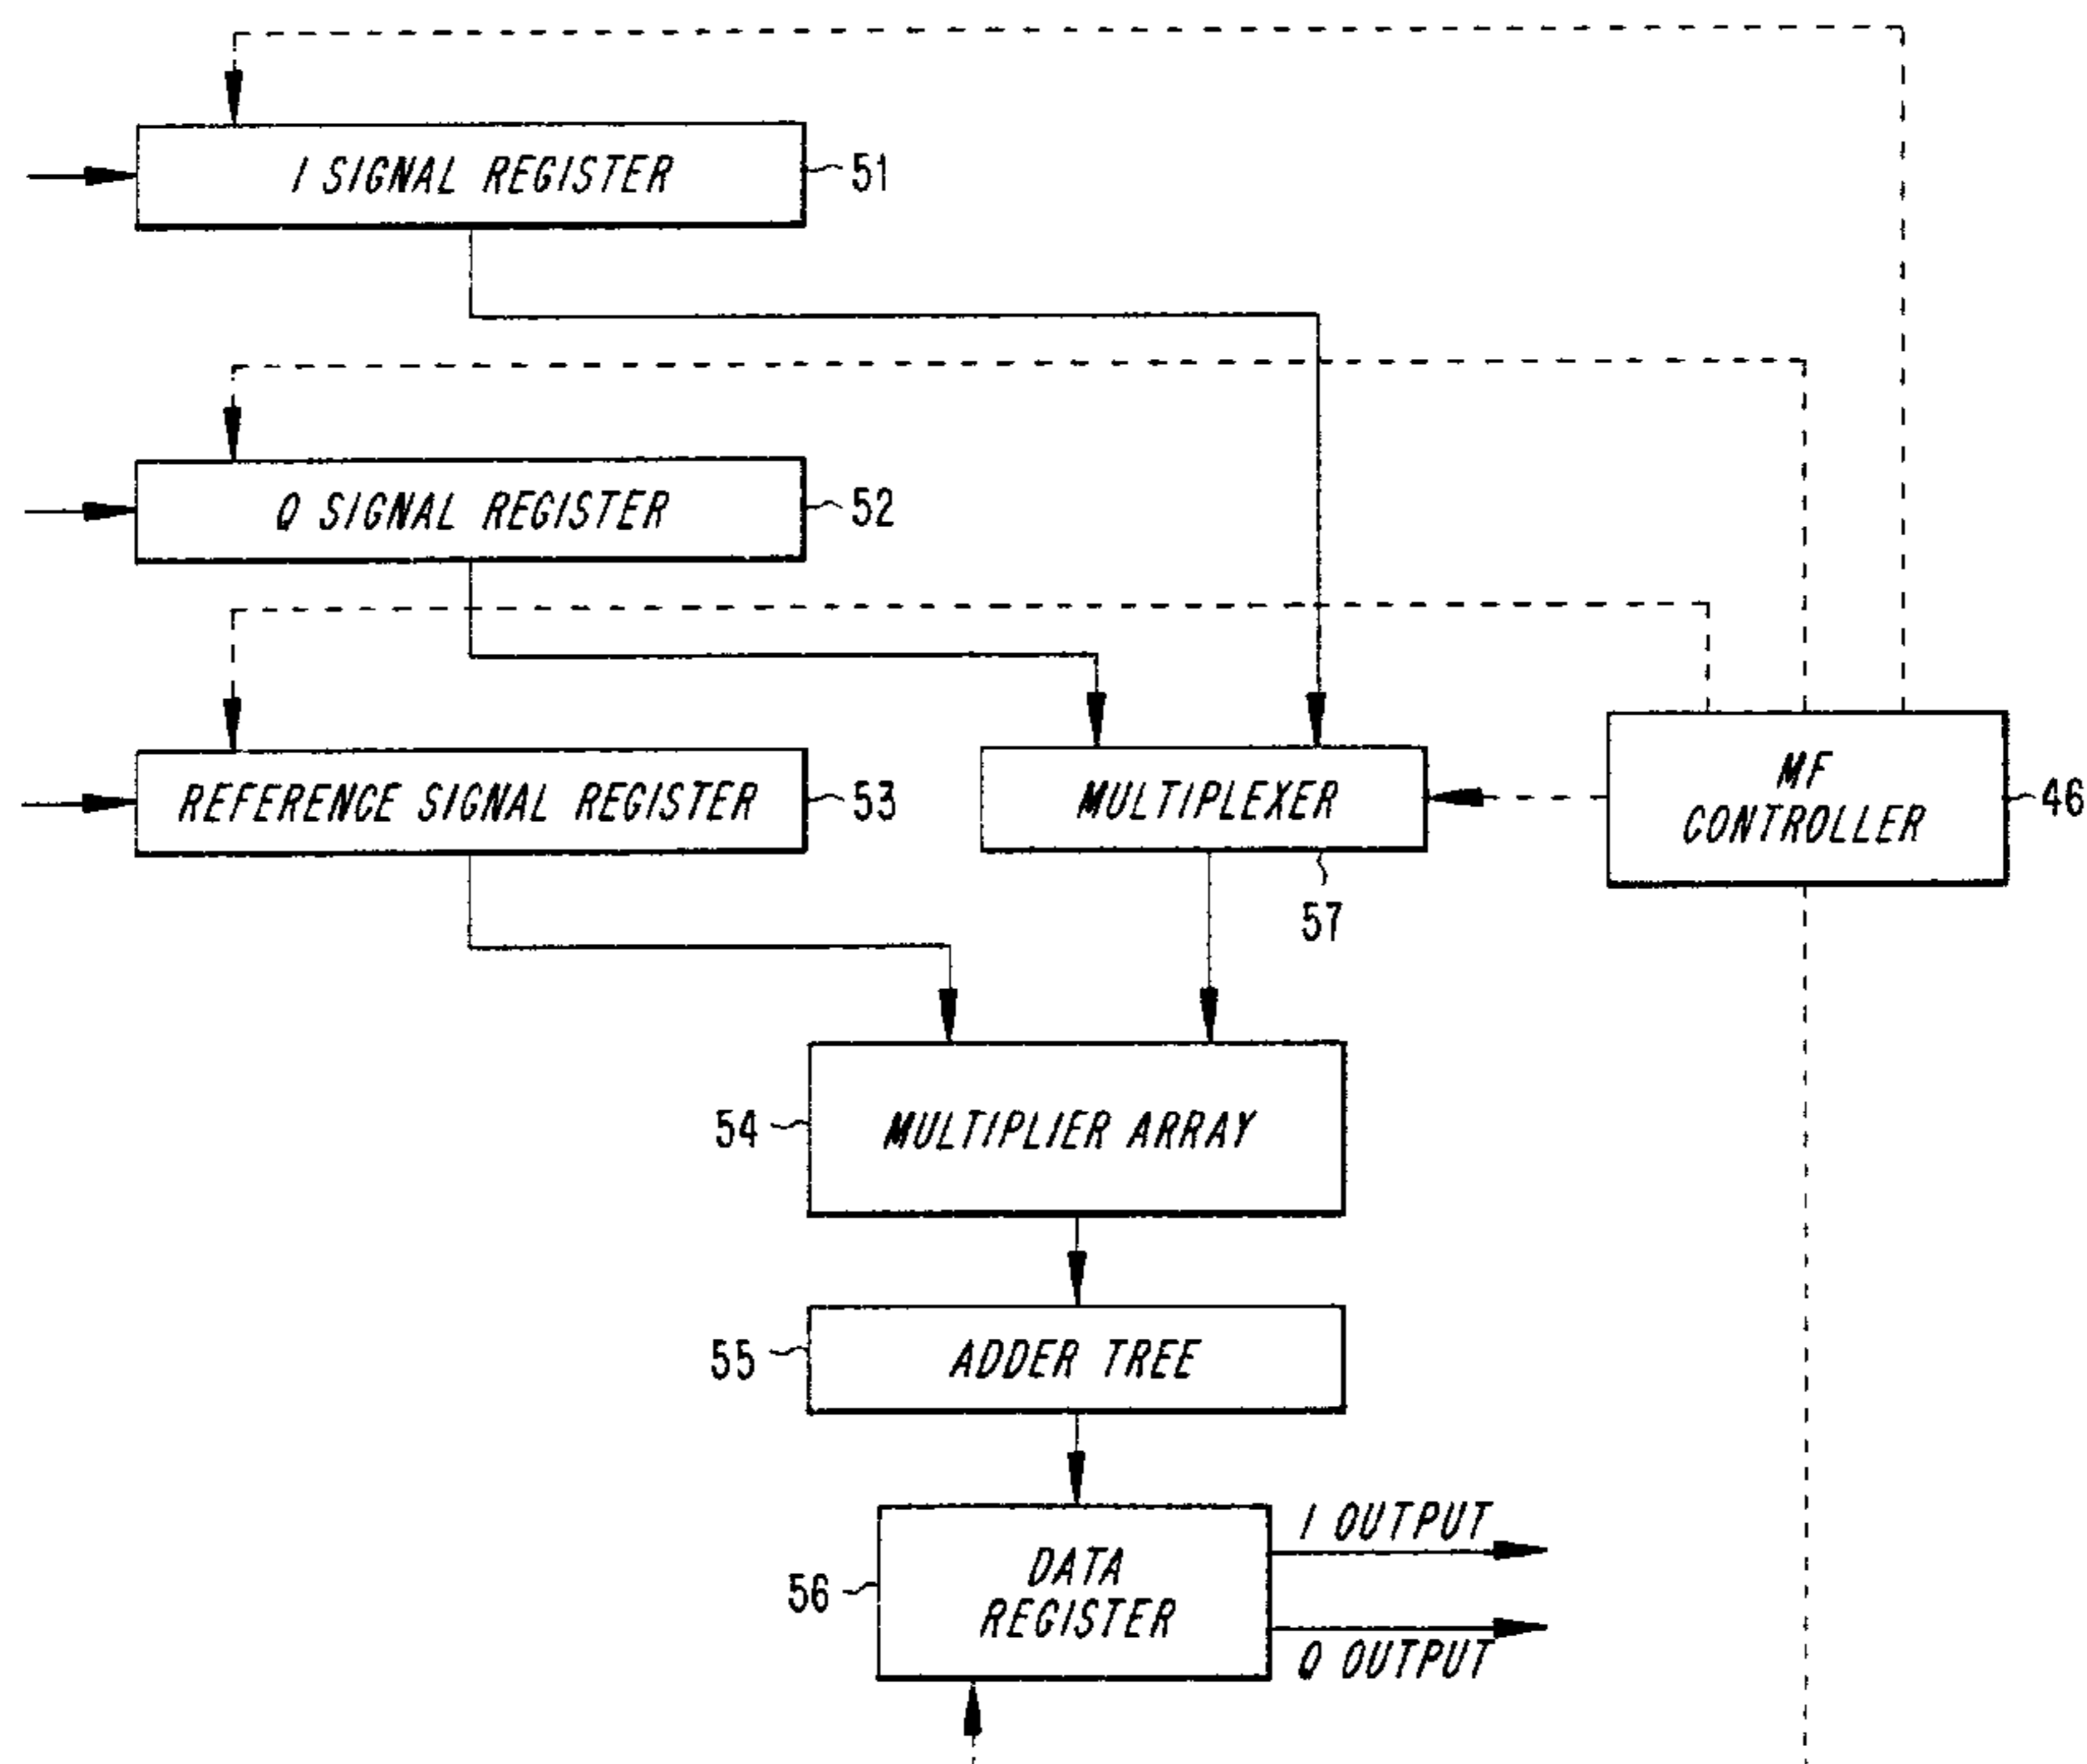 I SIGNAL REGISTER
51
Q SIGNAL REGISTER
52
REFERENCE SIGNAL REGISTER
53
MULTIPLEXER
57
MF
CONTROLLER
46
54
MULTIPLIER ARRAY
55
ADDER TREE
56
DATA
REGISTER
I OUTPUT
Q OUTPUT